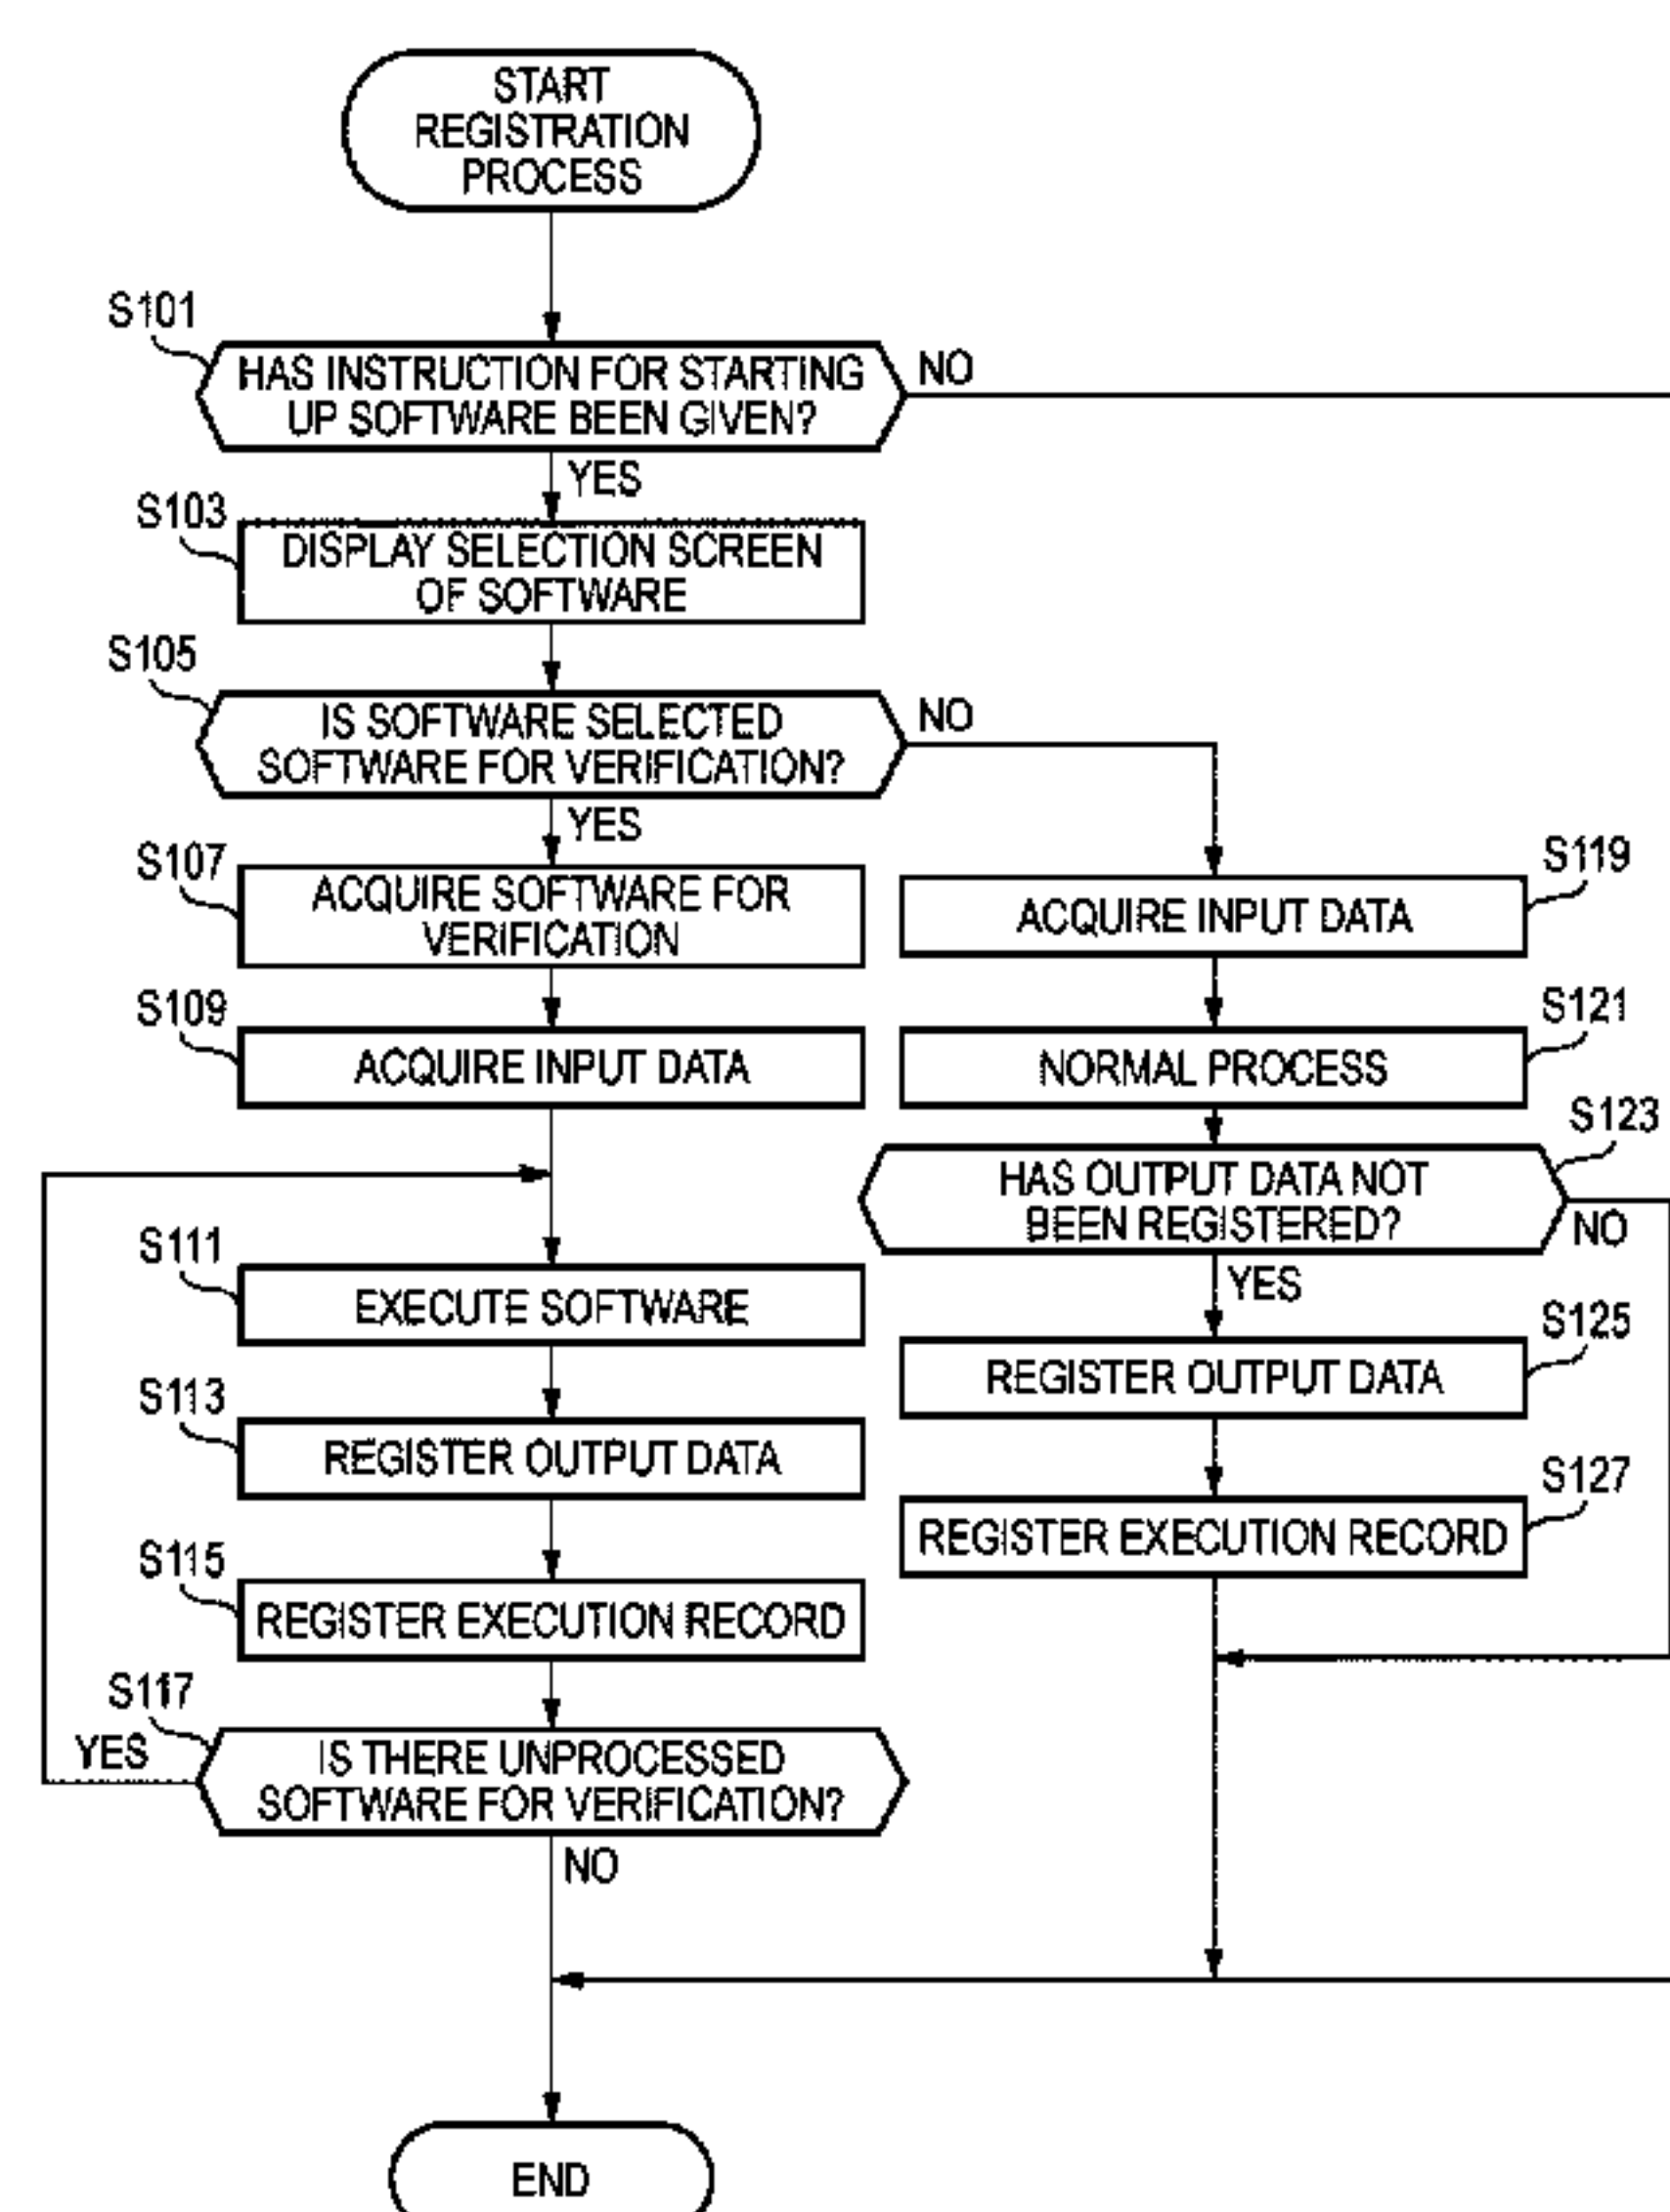 START
REGISTRATION
PROCESS
S101
HAS INSTRUCTION FOR STARTING
UP SOFTWARE BEEN GIVEN?
NO
YES
S103
DISPLAY SELECTION SCREEN
OF SOFTWARE
S105
IS SOFTWARE SELECTED
SOFTWARE FOR VERIFICATION?
NO
YES
S107
ACQUIRE SOFTWARE FOR
VERIFICATION
S109
ACQUIRE INPUT DATA
S111
EXECUTE SOFTWARE
S113
REGISTER OUTPUT DATA
S115
REGISTER EXECUTION RECORD
S117
YES
IS THERE UNPROCESSED
SOFTWARE FOR VERIFICATION?
NO
S119
ACQUIRE INPUT DATA
S121
NORMAL PROCESS
S123
HAS OUTPUT DATA NOT
BEEN REGISTERED?
NO
YES
S125
REGISTER OUTPUT DATA
S127
REGISTER EXECUTION RECORD
END